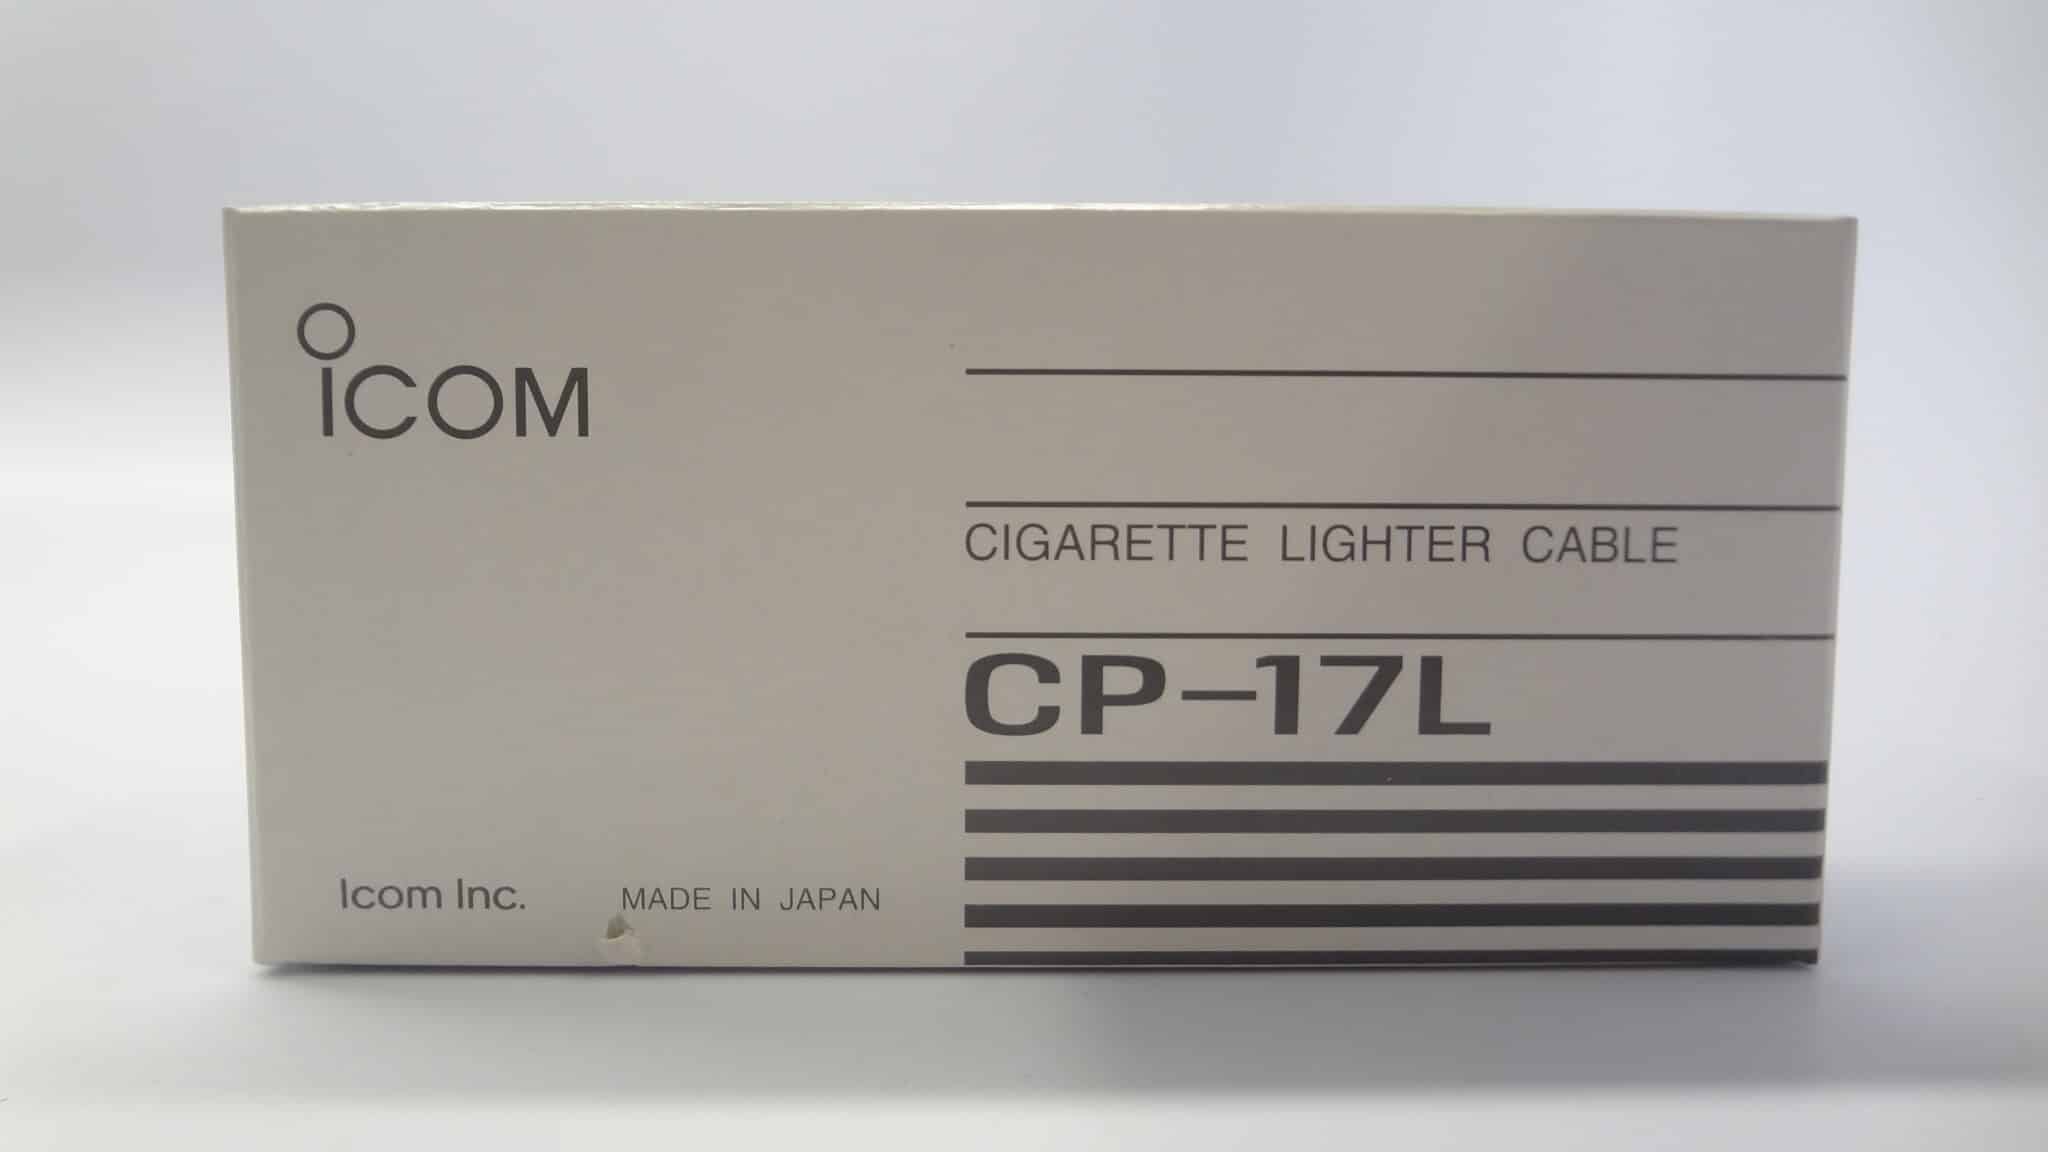 ICOM
CIGARETTE LIGHTER CABLE
CP-17L
Icom Inc. MADE IN JAPAN